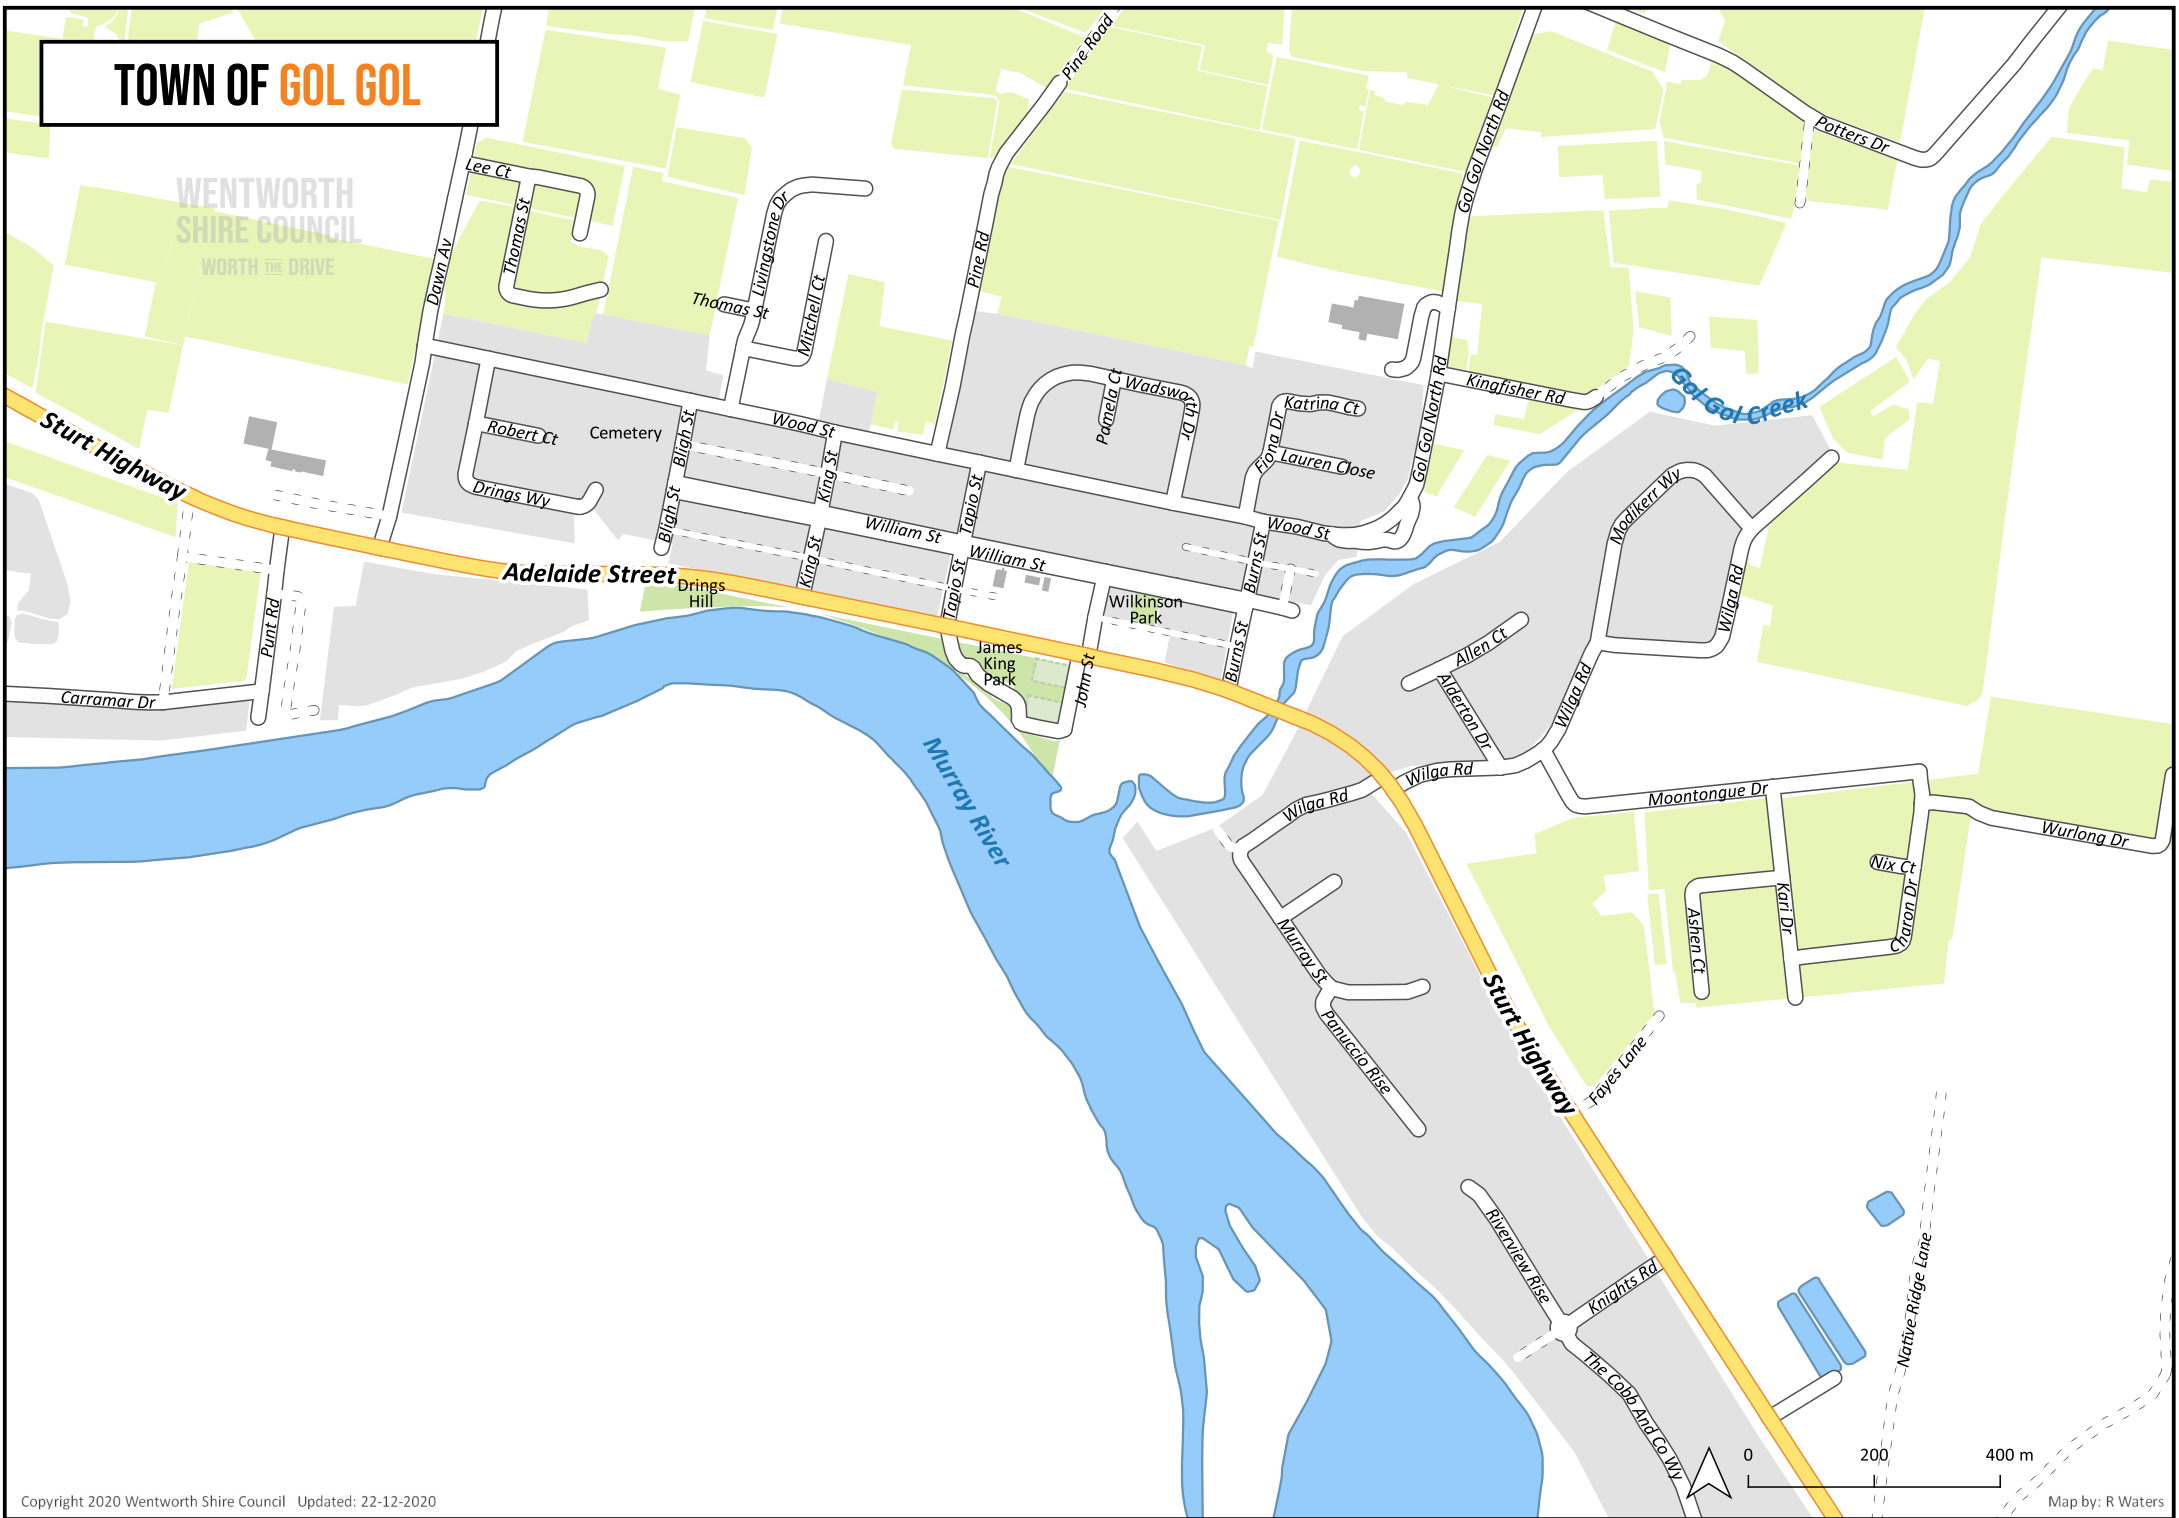 TOWN OF GOL GOL
WENTWORTH
SHIRE COUNCIL
WORTH THE DRIVE
Pine Road
Gol Gol North Rd
Potters Dr
Lee Ct
Thomas St
Livingstone Dr
Dawn Av
Pine Rd
Thomas St
Mitchell Ct
Gol Gol North Rd
Kingfisher Rd
Gol Gol Creek
Pamela Ct
Wadsworth Dr
Katrina Ct
Fiona Dr
Lauren Close
Sturt Highway
Robert Ct
Cemetery
Bligh St
Wood St
King St
Drings Wy
Bligh St
Tapio St
William St
William St
Wood St
Burns St
Modikerr Wy
Wilga Rd
King St
Adelaide Street
Drings
Hill
Tapio St
Wilkinson
Park
Punt Rd
James
King
Park
John St
Burns St
Allen Ct
Alderton Dr
Wilga Rd
Carramar Dr
Murray River
Wilga Rd
Wilga Rd
Moontongue Dr
Wurlong Dr
Nix Ct
Kari Dr
Charon Dr
Ashen Ct
Murray St
Panuccio Rise
Sturt Highway
Fayes Lane
Riverview Rise
Knights Rd
Native Ridge Lane
The Cobb And Co Wy
0 200 400 m
Copyright 2020 Wentworth Shire Council Updated: 22-12-2020
Map by: R Waters